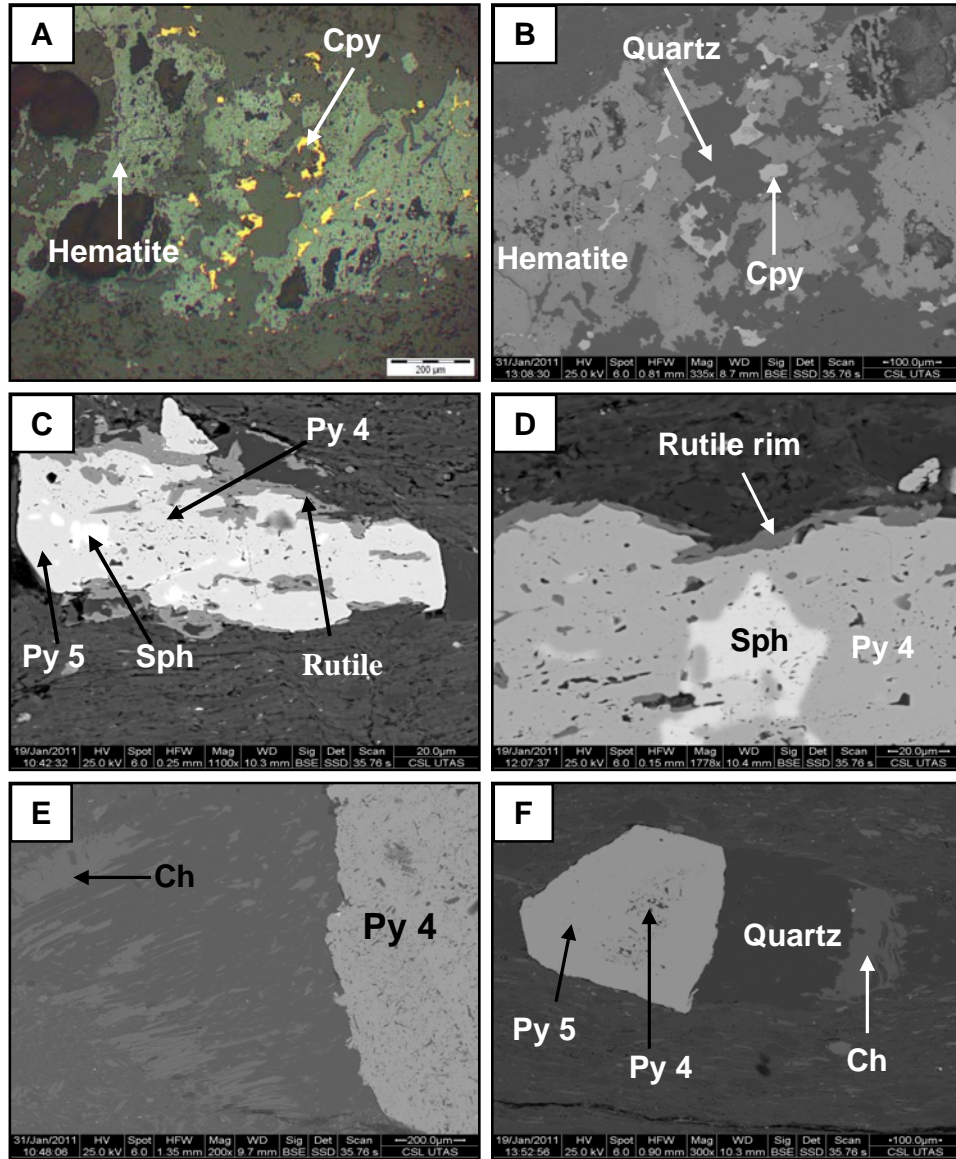 A
Cpy
Hematite
200 µm
B
Quartz
Hematite
Cpy
31/Jan/2011 HV Spot HFW Mag WD Sig Det Scan ←100.0µm→
13:08:30 25.0 kV 6.0 0.81 mm 335x 8.7 mm BSE SSD 35.76 s CSL UTAS
C
Py 4
Py 5
Sph
Rutile
19/Jan/2011 HV Spot HFW Mag WD Sig Det Scan 20.0µm
10:42:32 25.0 kV 6.0 0.25 mm 1100x 10.3 mm BSE SSD 35.76 s CSL UTAS
D
Rutile rim
Sph
Py 4
19/Jan/2011 HV Spot HFW Mag WD Sig Det Scan ←20.0µm→
12:07:37 25.0 kV 6.0 0.15 mm 1778x 10.4 mm BSE SSD 35.76 s CSL UTAS
E
Ch
Py 4
31/Jan/2011 HV Spot HFW Mag WD Sig Det Scan ←200.0µm→
10:48:06 25.0 kV 6.0 1.35 mm 200x 9.7 mm BSE SSD 35.76 s CSL UTAS
F
Quartz
Py 5
Py 4
Ch
19/Jan/2011 HV Spot HFW Mag WD Sig Det Scan •100.0µm•
13:52:56 25.0 kV 6.0 0.90 mm 300x 10.3 mm BSE SSD 35.76 s CSL UTAS